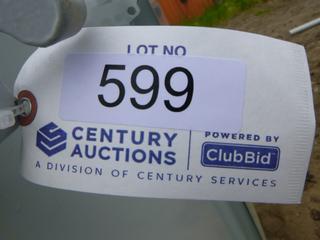 LOT NO
599
CENTURY
AUCTIONS
POWERED BY
ClubBid
A DIVISION OF CENTURY SERVICES